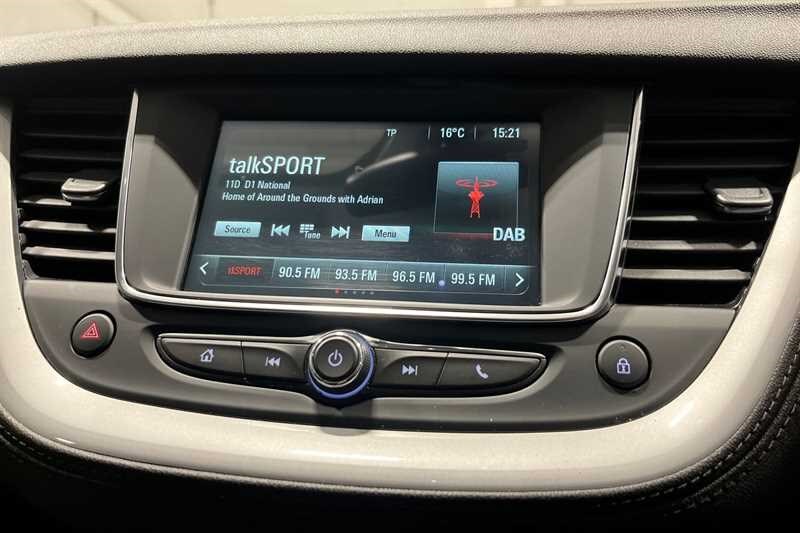 TP 16°C 15:21
talkSPORT
11D D1 National
Home of Around the Grounds with Adrian
Source Tune Menu
DAB
tkSPORT 90.5 FM 93.5 FM 96.5 FM 99.5 FM